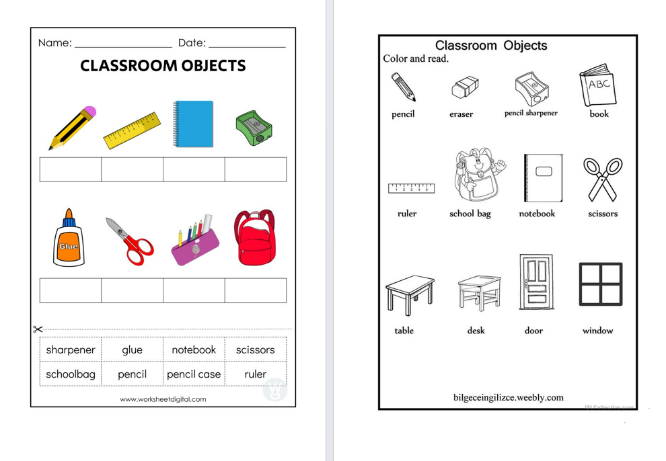 Name: ____________________ Date: ________________
CLASSROOM OBJECTS
Glue
sharpener glue notebook scissors
schoolbag pencil pencil case ruler
www.worksheetdigital.com
Classroom Objects
Color and read.
ABC
pencil eraser pencil sharpener book
ruler school bag notebook scissors
table desk door window
bilgeceingilizce.weebly.com